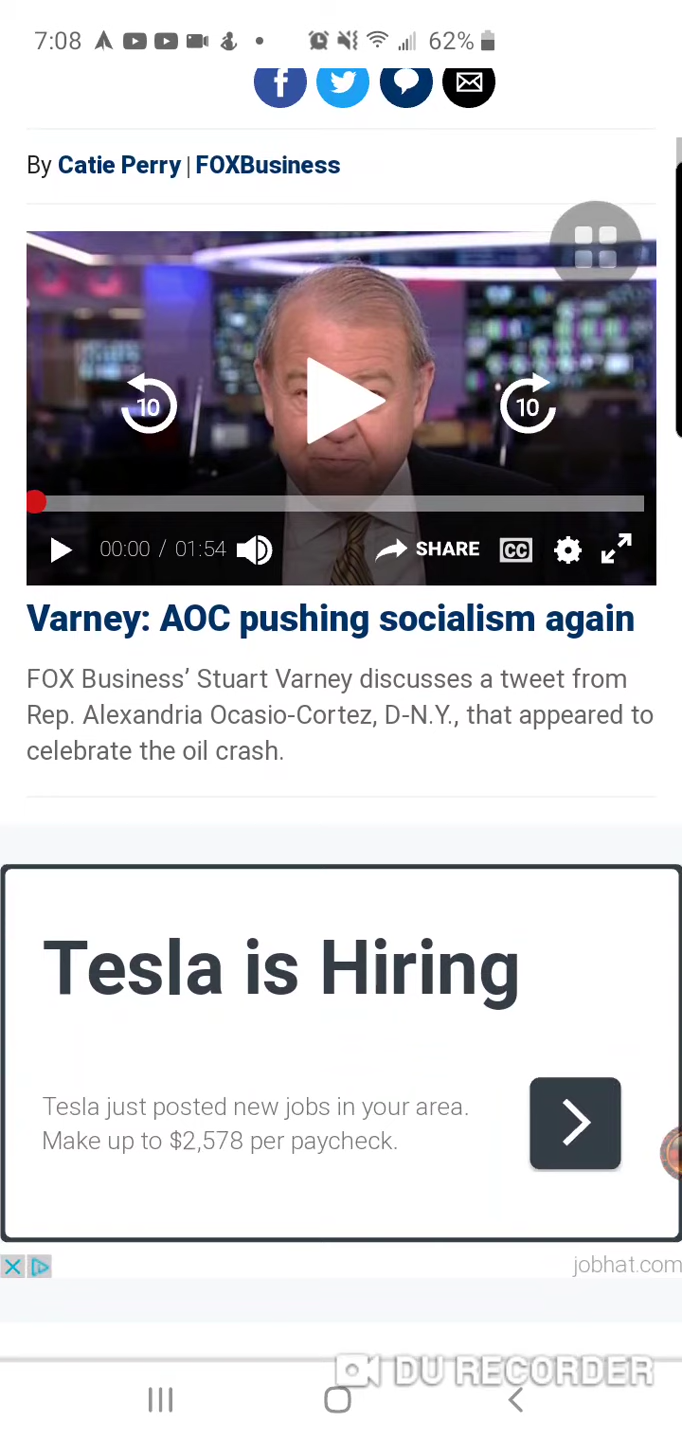 7:08 62%
By Catie Perry | FOXBusiness
10 10
00:00 / 01:54 SHARE CC
Varney: AOC pushing socialism again
FOX Business’ Stuart Varney discusses a tweet from
Rep. Alexandria Ocasio-Cortez, D-N.Y., that appeared to
celebrate the oil crash.
Tesla is Hiring
Tesla just posted new jobs in your area.
Make up to $2,578 per paycheck.
jobhat.com
DU RECORDER